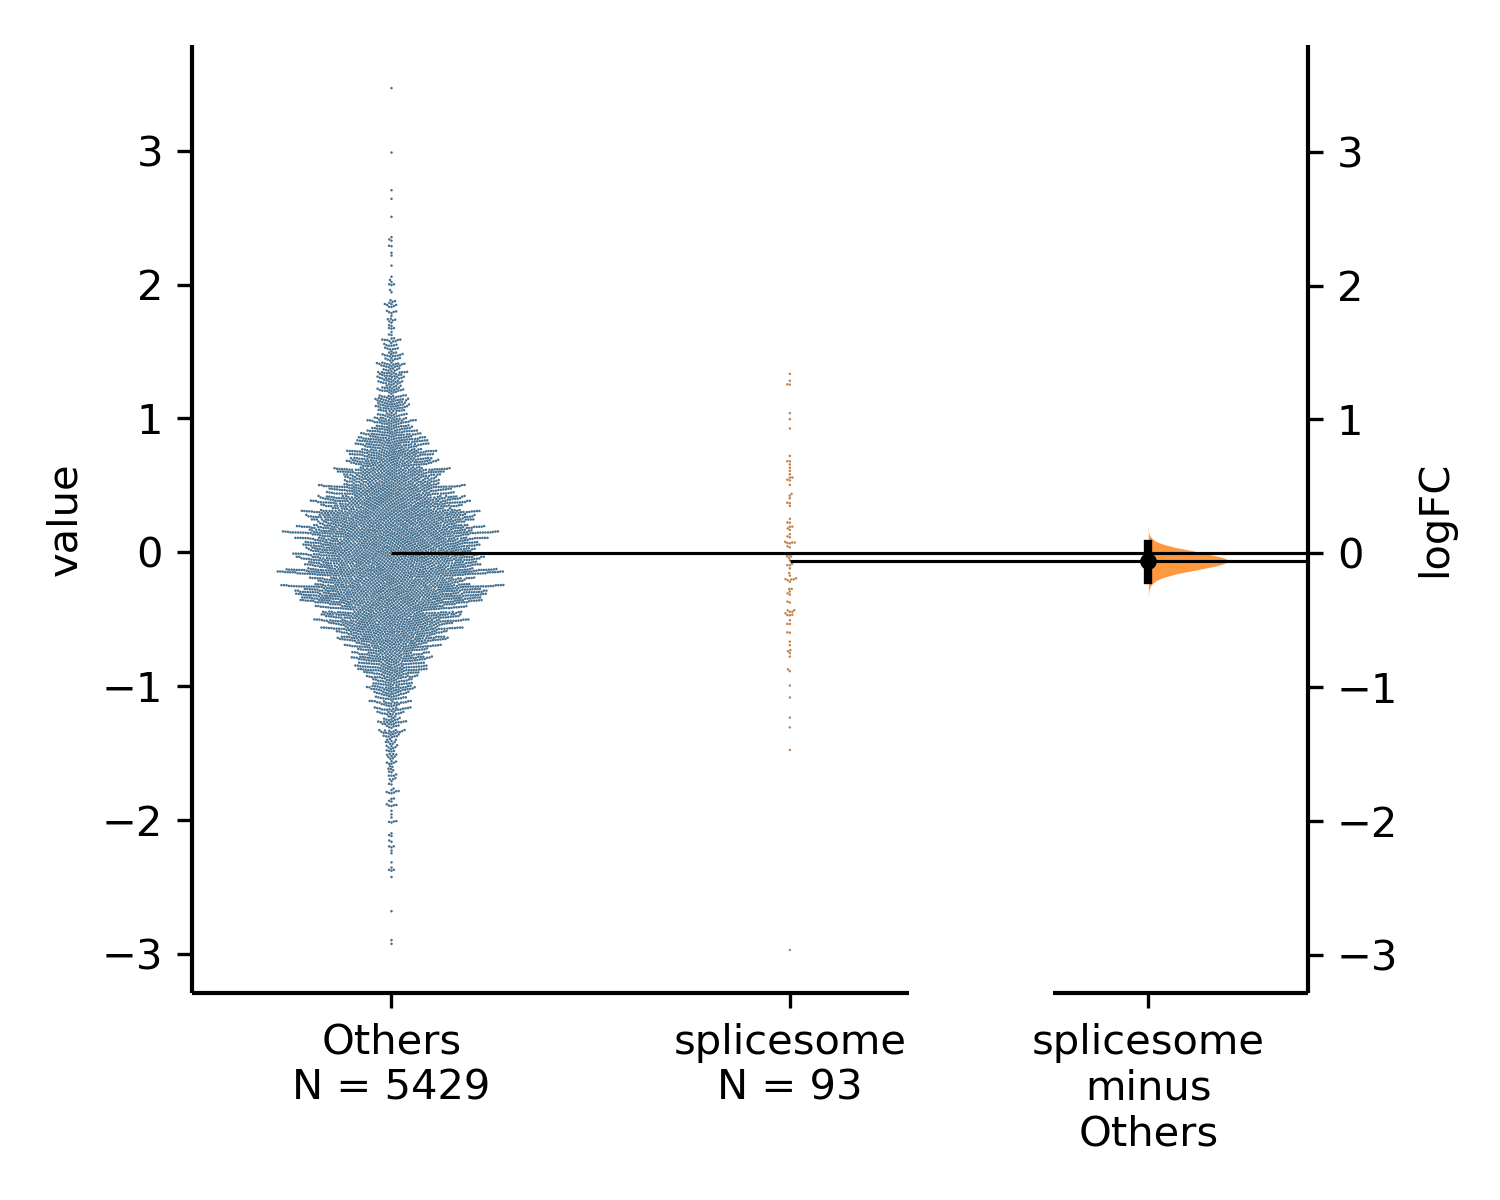 value
3
2
1
0
−1
−2
−3
Others
N = 5429
splicesome
N = 93
splicesome
minus
Others
3
2
1
0
−1
−2
−3
logFC